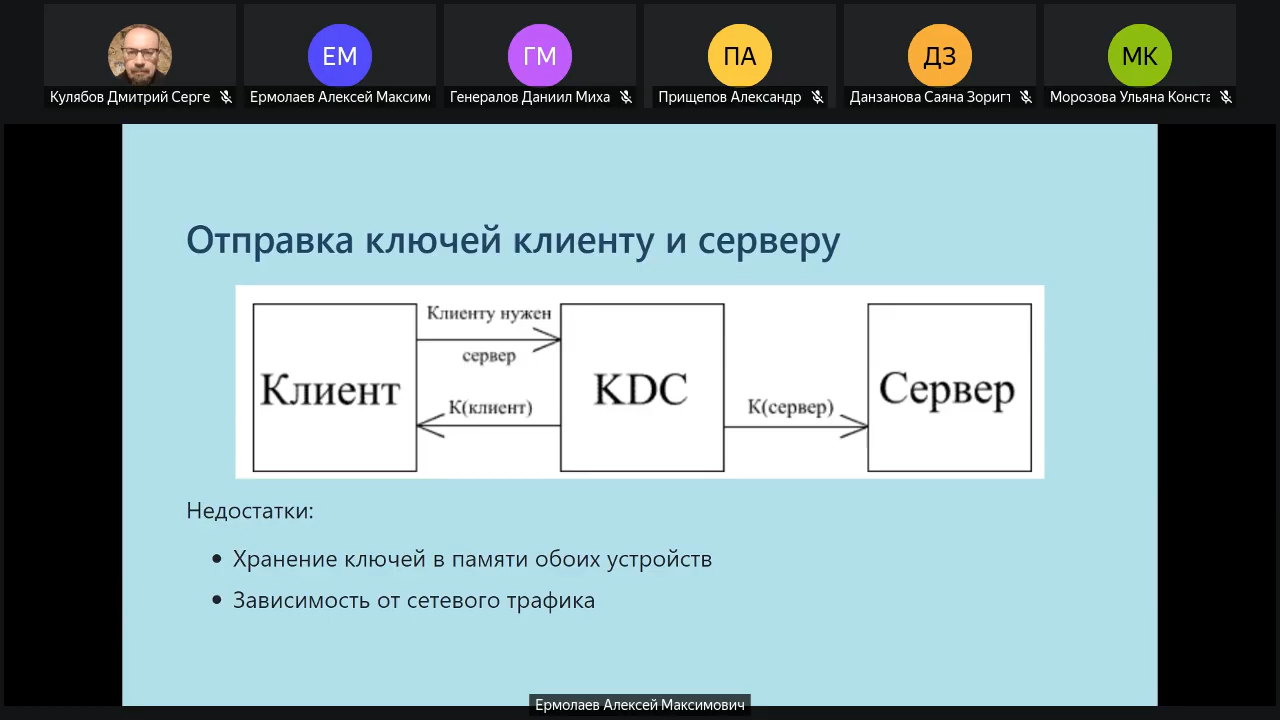 ЕМ
ГМ
ПА
ДЗ
МК
Кулябов Дмитрий Серге
Ермолаев Алексей Максим
Генералов Даниил Миха
Прищепов Александр
Данзанова Саяна Зориг
Морозова Ульяна Конста
Отправка ключей клиенту и серверу
Клиент
Клиенту нужен
сервер
К(клиент)
KDC
К(сервер)
Сервер
Недостатки:
Хранение ключей в памяти обоих устройств
Зависимость от сетевого трафика
Ермолаев Алексей Максимович